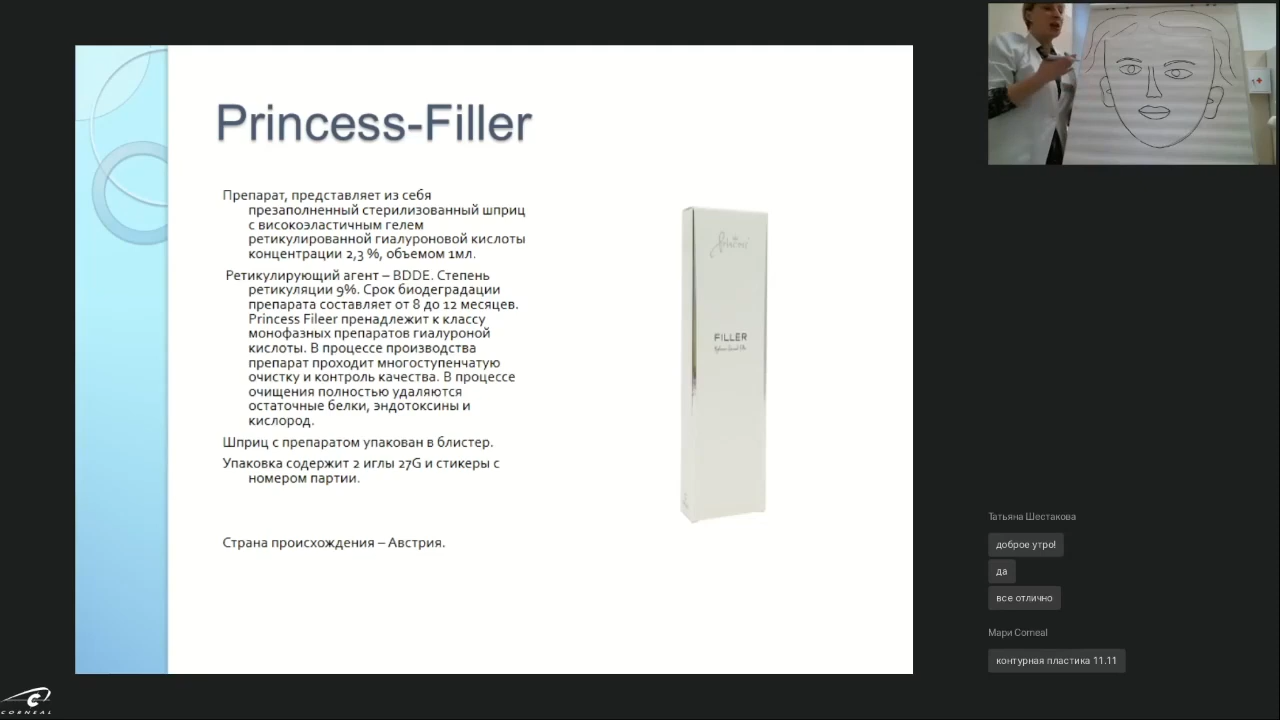 Princess-Filler
Препарат, представляет из себя
презаполненный стерилизованный шприц
с високоэластичным гелем
ретикулированной гиалуроновой кислоты
концентрации 2,3 %, объемом 1мл.
Ретикулирующий агент – BDDE. Степень
ретикуляции 9%. Срок биодеградации
препарата составляет от 8 до 12 месяцев.
Princess Fileer пренадлежит к классу
монофазных препаратов гиалуроной
кислоты. В процессе производства
препарат проходит многоступенчатую
очистку и контроль качества. В процессе
очищения полностью удаляются
остаточные белки, эндотоксины и
кислород.
Шприц с препаратом упакован в блистер.
Упаковка содержит 2 иглы 27G и стикеры с
номером партии.
Страна происхождения – Австрия.
FILLER
Татьяна Шестакова
доброе утро!
да
все отлично
Мари Corneal
контурная пластика 11.11
CORNEAL